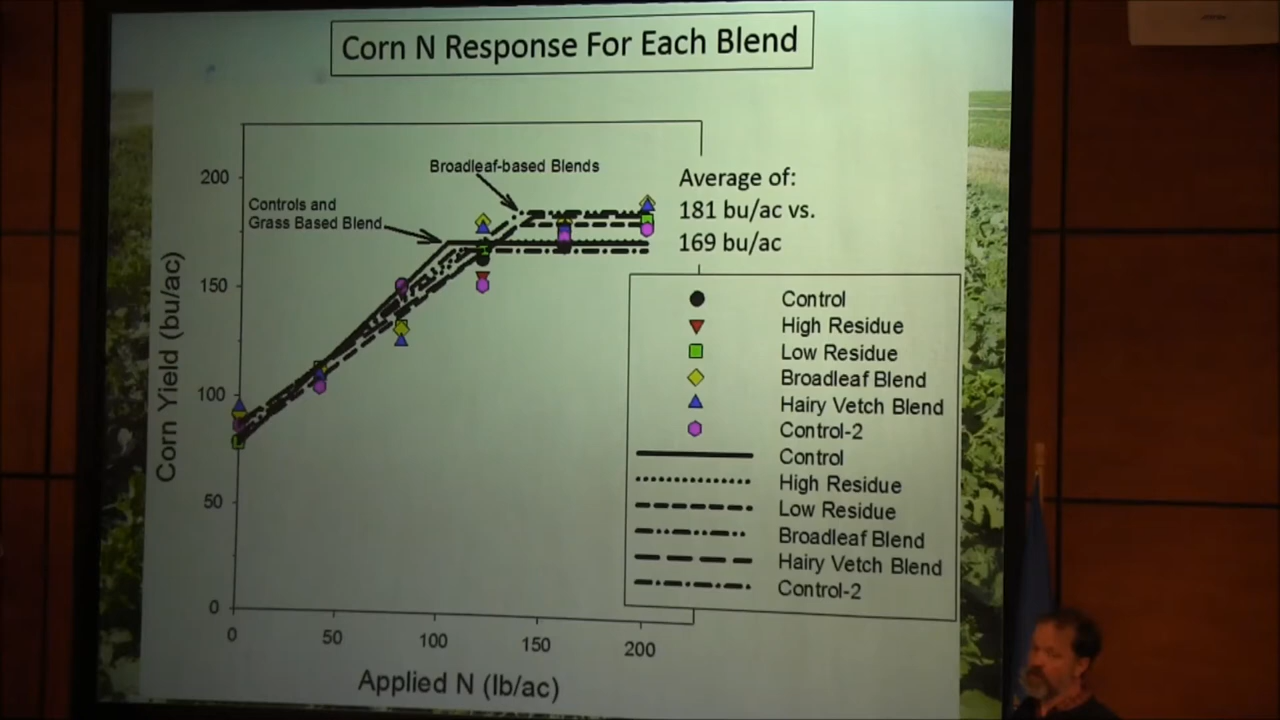 Corn N Response For Each Blend
Broadleaf-based Blends
Controls and
Grass Based Blend
Average of:
181 bu/ac vs.
169 bu/ac
Corn Yield (bu/ac)
200
150
100
50
0
0
50
100
150
200
Applied N (lb/ac)
Control
High Residue
Low Residue
Broadleaf Blend
Hairy Vetch Blend
Control-2
Control
High Residue
Low Residue
Broadleaf Blend
Hairy Vetch Blend
Control-2